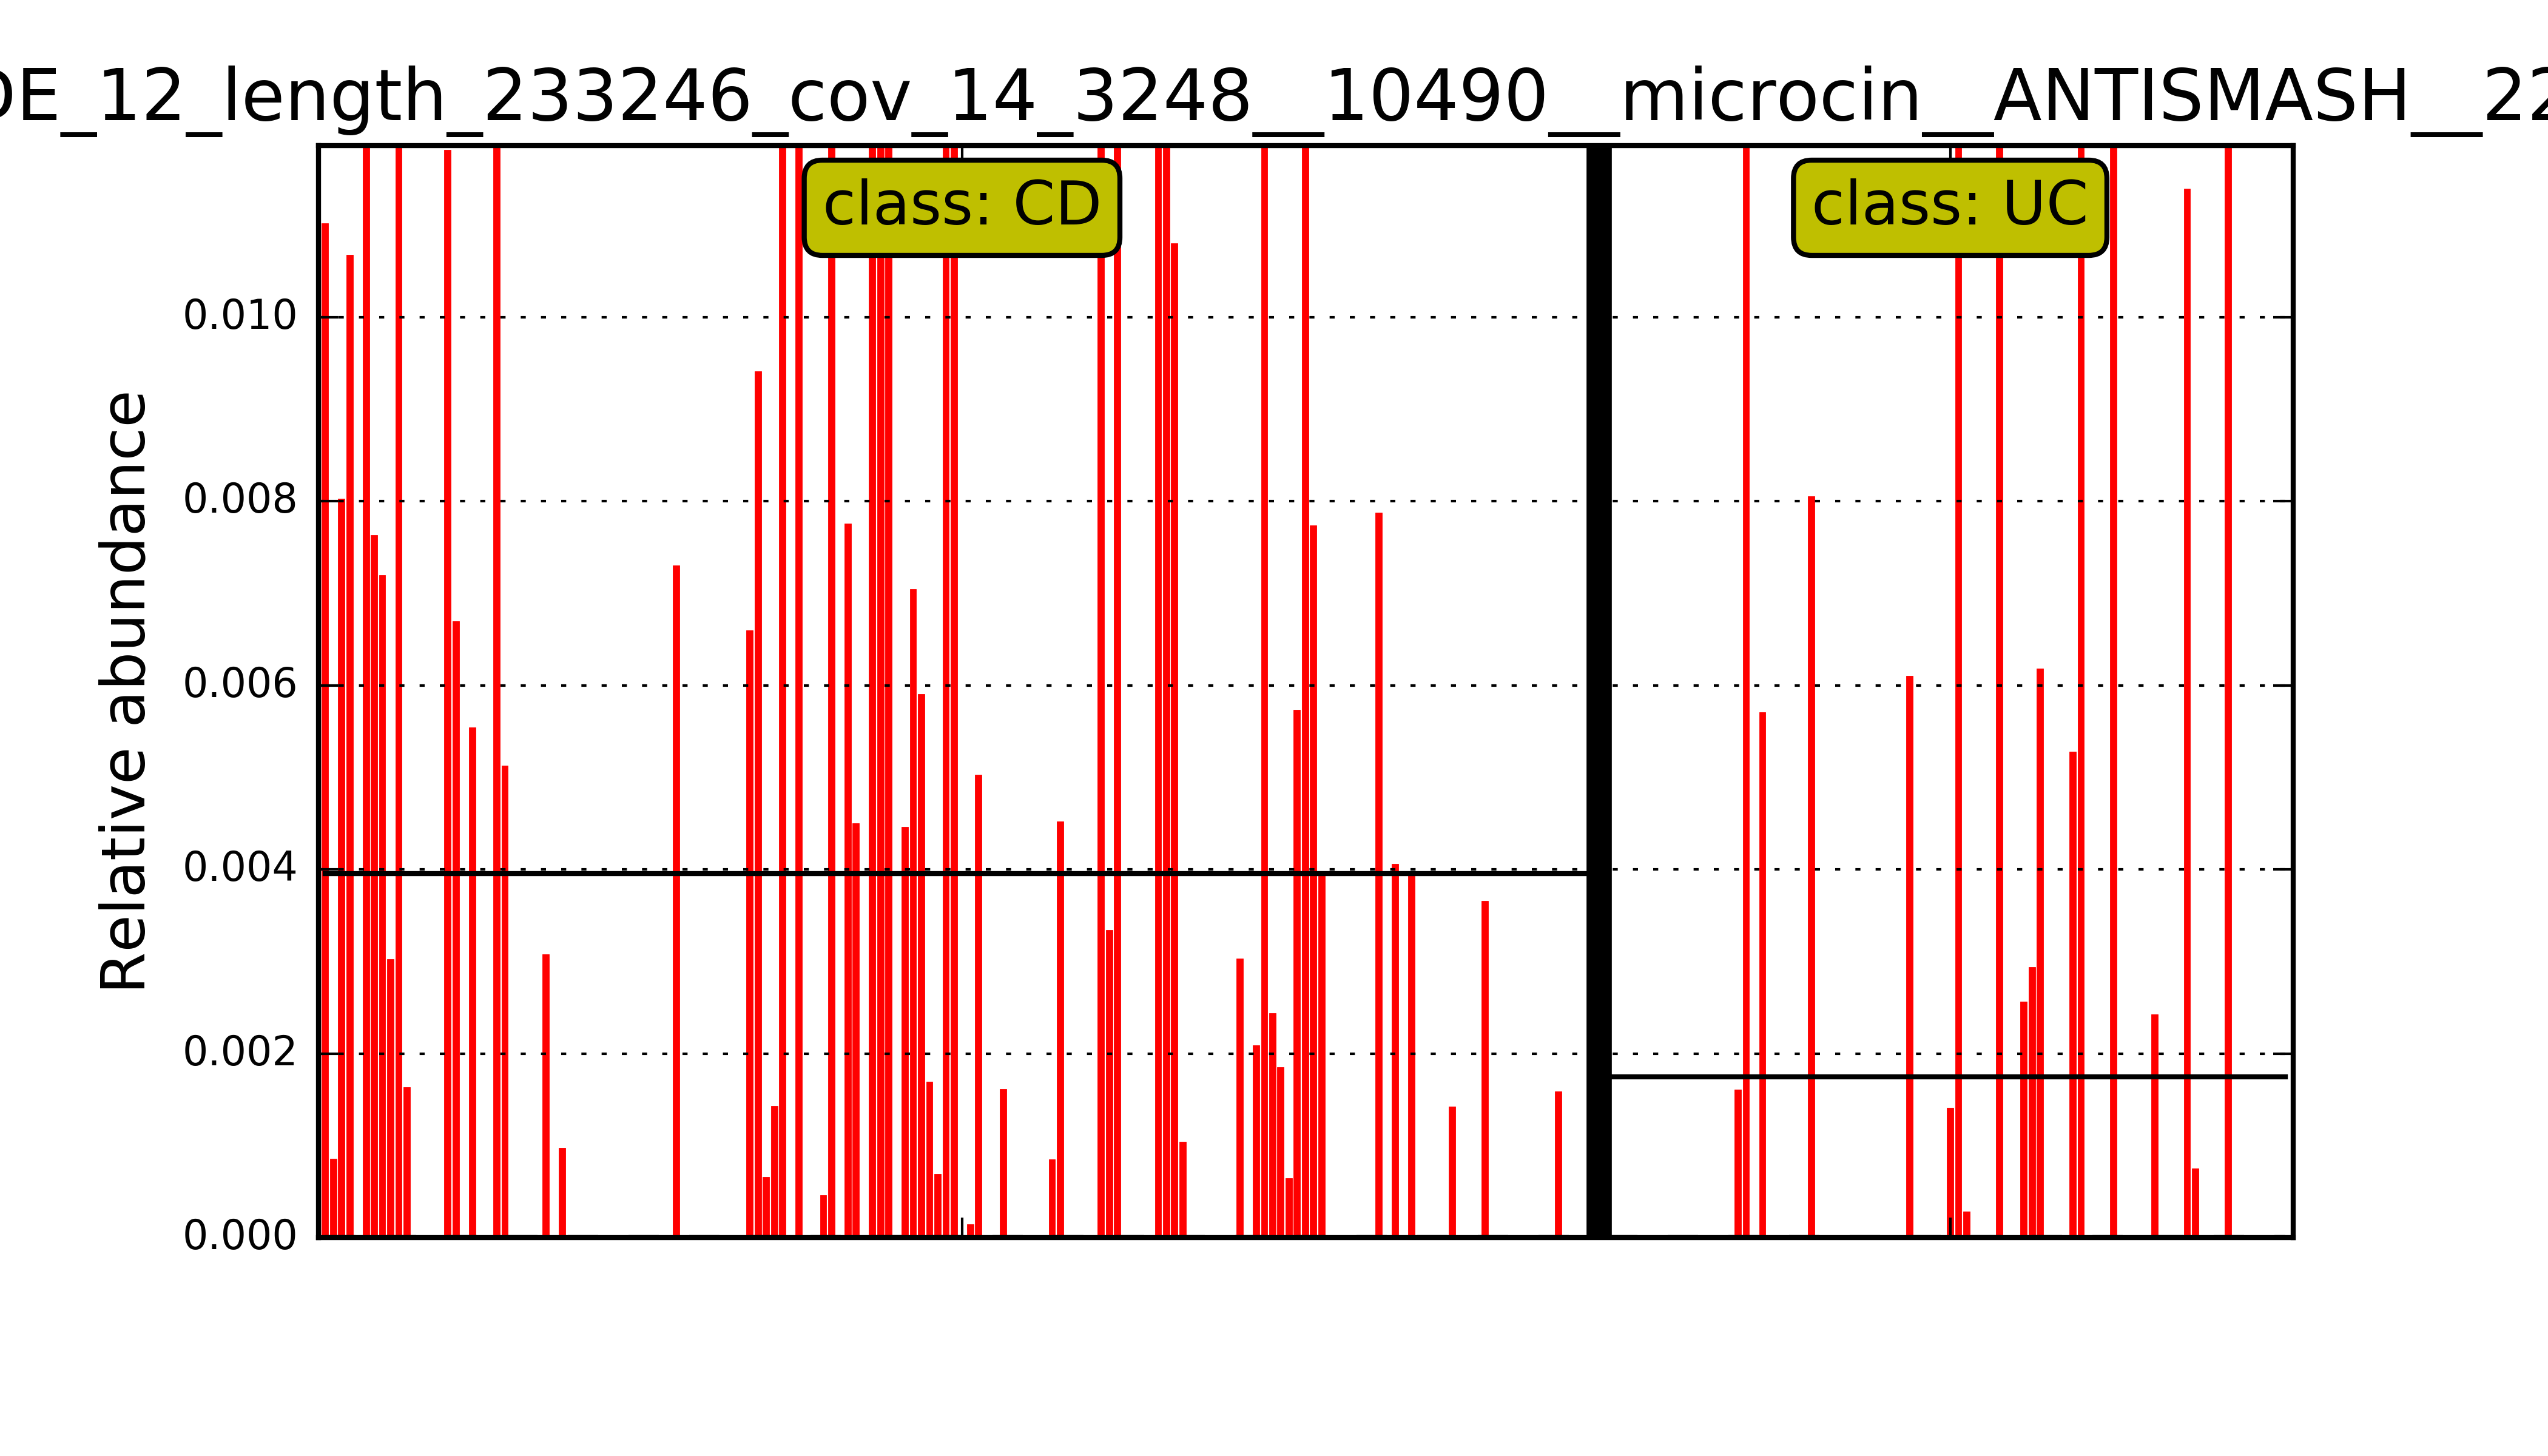 DE_12_length_233246_cov_14_3248__10490__microcin__ANTISMASH__22
class: CD
class: UC
Relative abundance
0.010
0.008
0.006
0.004
0.002
0.000